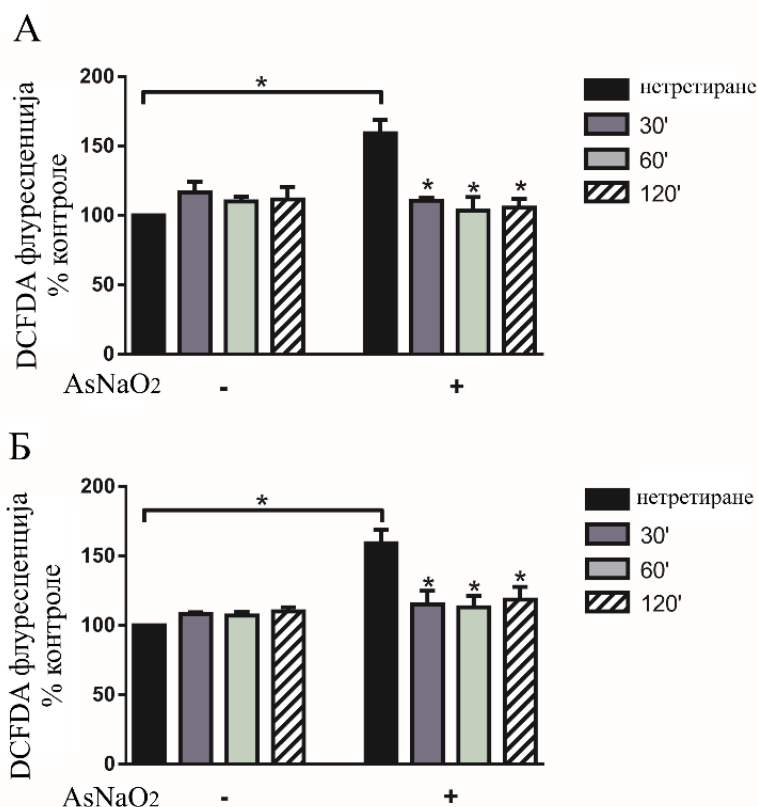 А
DCFDA флуресценција
% контроле
200
150
100
50
0
*
* * *
AsNaO2 - +
нетретиране
30'
60'
120'
Б
DCFDA флуресценција
% контроле
200
150
100
50
0
*
* * *
AsNaO2 - +
нетретиране
30'
60'
120'